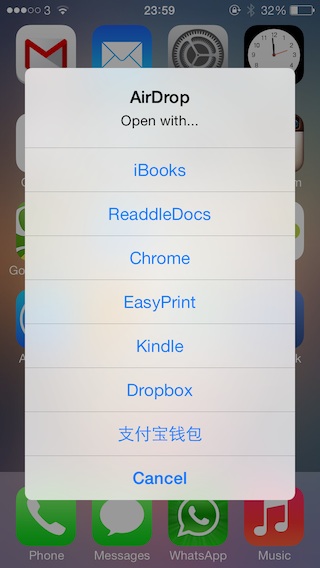 3 23:59 32%
AirDrop
Open with...
iBooks
ReaddleDocs
Chrome
EasyPrint
Kindle
Dropbox
支付宝钱包
Cancel
Phone Messages WhatsApp Music